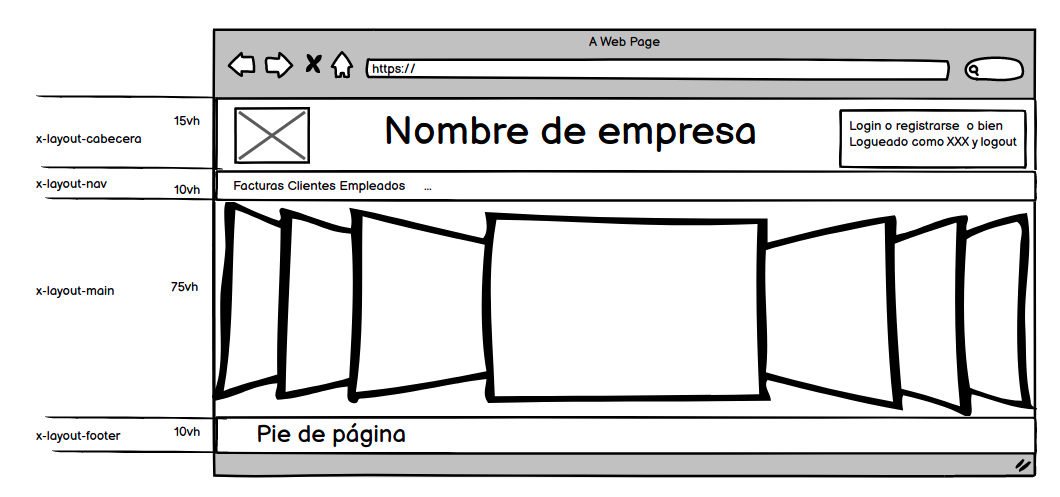 A Web Page
https://
15vh
x-layout-cabecera
Nombre de empresa
Login o registrarse o bien
Logueado como XXX y logout
x-layout-nav
10vh
Facturas Clientes Empleados ...
x-layout-main
75vh
x-layout-footer
10vh
Pie de página